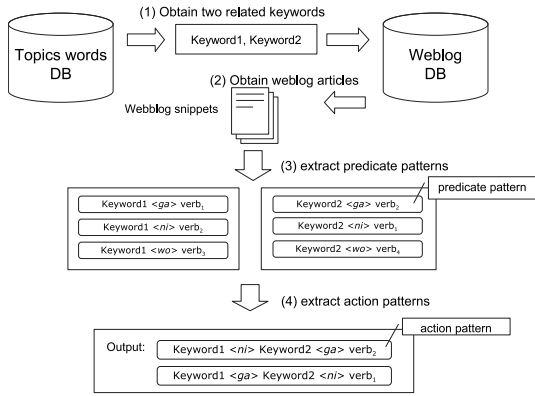 (1) Obtain two related keywords
Topics words
DB
Keyword1, Keyword2
Weblog
DB
(2) Obtain weblog articles
Webblog snippets
(3) extract predicate patterns
predicate pattern
Keyword1 <ga> verb1
Keyword1 <ni> verb2
Keyword1 <wo> verb3
Keyword2 <ga> verb2
Keyword2 <ni> verb1
Keyword2 <wo> verb4
(4) extract action patterns
action pattern
Output:
Keyword1 <ni> Keyword2 <ga> verb2
Keyword1 <ga> Keyword2 <ni> verb1